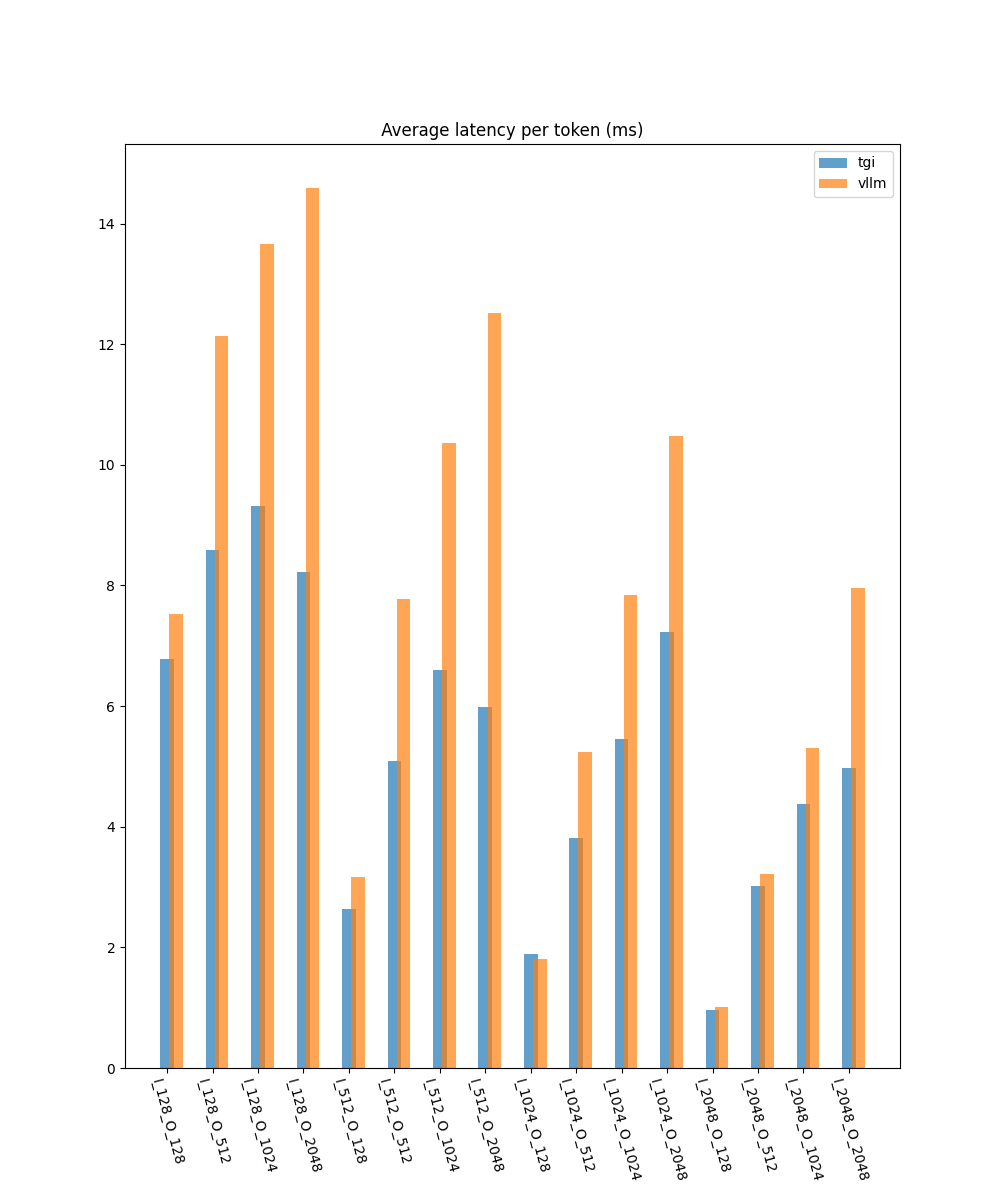 Average latency per token (ms)
tgi
vllm
14
12
10
8
6
4
2
0
I_128_O_128
I_128_O_512
I_128_O_1024
I_128_O_2048
I_512_O_128
I_512_O_512
I_512_O_1024
I_512_O_2048
I_1024_O_128
I_1024_O_512
I_1024_O_1024
I_1024_O_2048
I_2048_O_128
I_2048_O_512
I_2048_O_1024
I_2048_O_2048